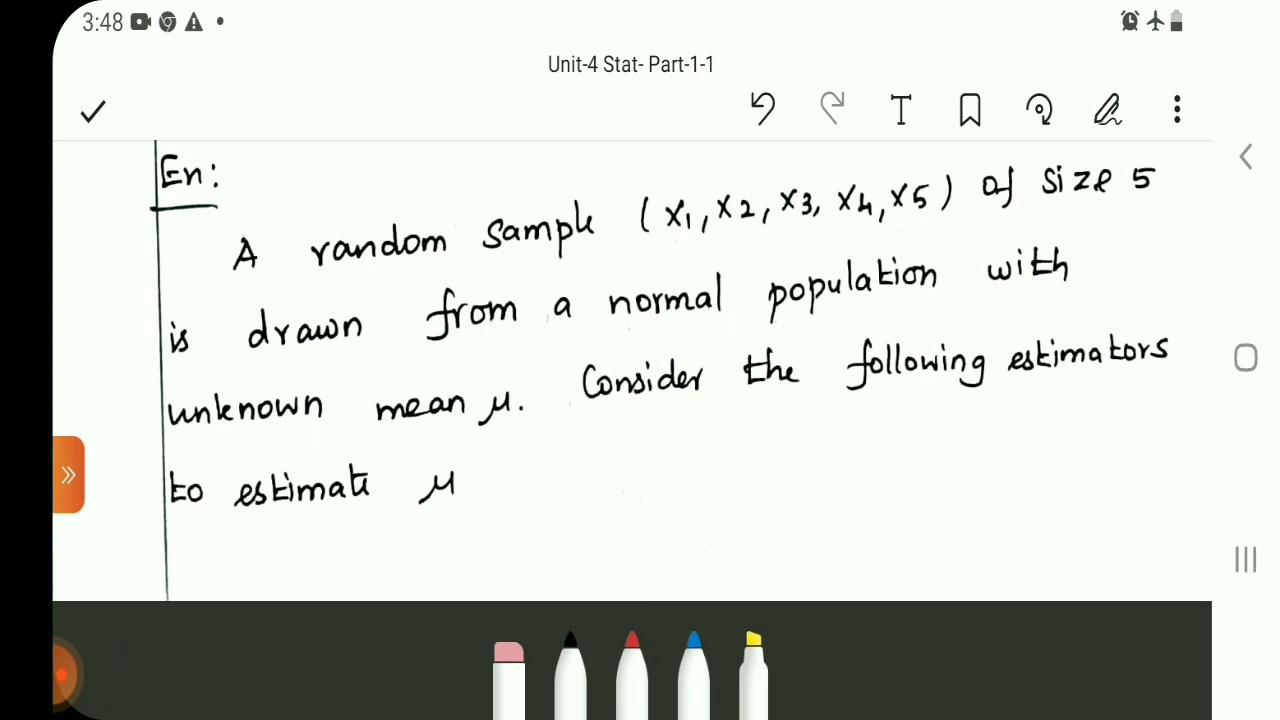 3:48
Unit-4 Stat- Part-1-1
T
En:
A random sample (x1, x2, x3, x4, x5) of size 5
is drawn from a normal population with
unknown mean μ. Consider the following estimators
to estimate μ